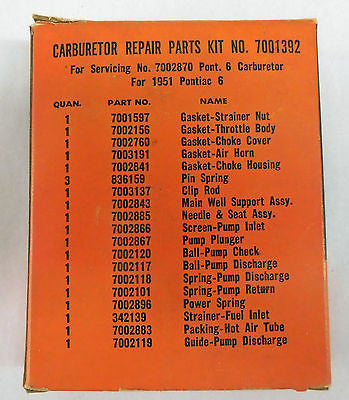 CARBURETOR REPAIR PARTS KIT NO. 7001392
For Servicing No. 7002870 Pont. 6 Carburetor
For 1951 Pontiac 6
QUAN. PART NO. NAME
1 7001597 Gasket-Strainer Nut
1 7002156 Gasket-Throttle Body
1 7002760 Gasket-Choke Cover
1 7003191 Gasket-Air Horn
1 7002841 Gasket-Choke Housing
3 836159 Pin Spring
1 7003137 Clip Rod
1 7002843 Main Well Support Assy.
1 7002885 Needle & Seat Assy.
1 7002866 Screen-Pump Inlet
1 7002867 Pump Plunger
1 7002120 Ball-Pump Check
1 7002117 Ball-Pump Discharge
1 7002118 Spring-Pump Discharge
1 7002101 Spring-Pump Return
1 7002896 Power Spring
1 342139 Strainer-Fuel Inlet
1 7002883 Packing-Hot Air Tube
1 7002119 Guide-Pump Discharge